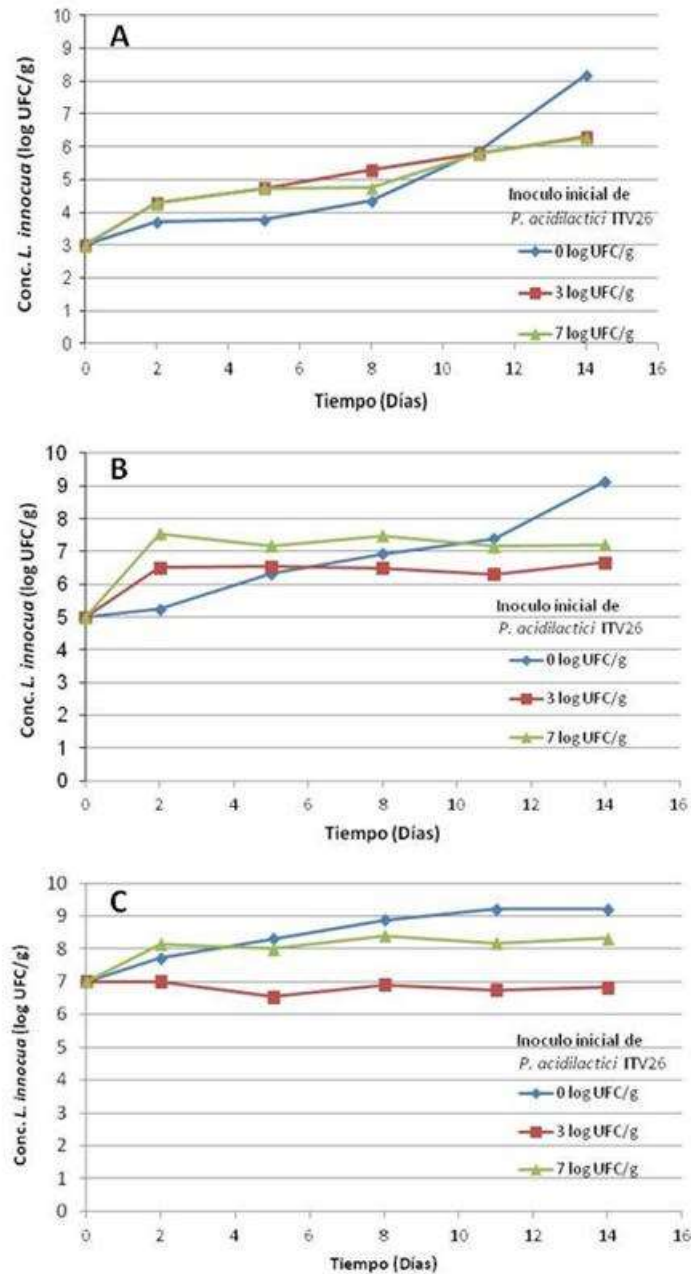 A
Conc. L. innocua (log UFC/g)
10
9
8
7
6
5
4
3
2
1
0
Inoculo inicial de
P. acidilactici ITV26
0 log UFC/g
3 log UFC/g
7 log UFC/g
0 2 4 6 8 10 12 14 16
Tiempo (Días)
B
Conc. L. innocua (log UFC/g)
10
9
8
7
6
5
4
3
2
1
0
Inoculo inicial de
P. acidilactici ITV26
0 log UFC/g
3 log UFC/g
7 log UFC/g
0 2 4 6 8 10 12 14 16
Tiempo (Días)
C
Conc. L. innocua (log UFC/g)
10
9
8
7
6
5
4
3
2
1
0
Inoculo inicial de
P. acidilactici ITV26
0 log UFC/g
3 log UFC/g
7 log UFC/g
0 2 4 6 8 10 12 14 16
Tiempo (Días)